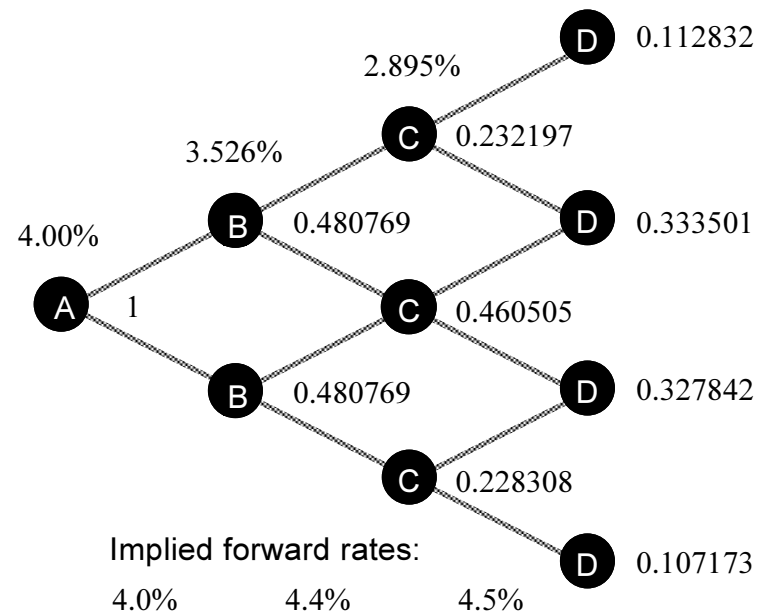 D 0.112832
2.895%
C 0.232197
3.526%
D 0.333501
B 0.480769
4.00%
A 1
C 0.460505
B 0.480769
D 0.327842
C 0.228308
Implied forward rates:
D 0.107173
4.0% 4.4% 4.5%